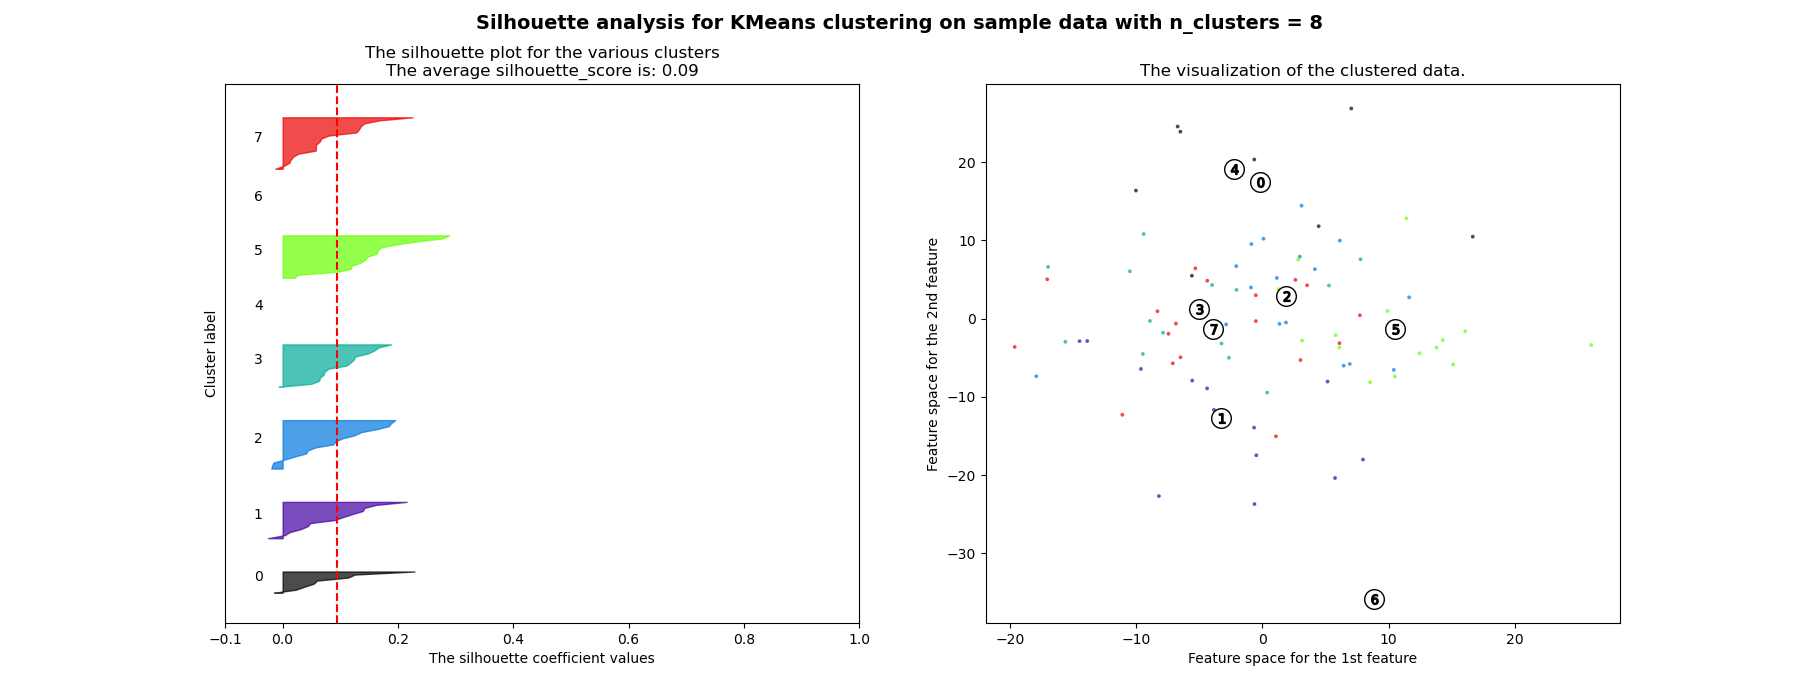 Silhouette analysis for KMeans clustering on sample data with n_clusters = 8
The silhouette plot for the various clusters
The average silhouette_score is: 0.09
7
6
5
4
3
2
1
0
Cluster label
−0.1 0.0 0.2 0.4 0.6 0.8 1.0
The silhouette coefficient values
The visualization of the clustered data.
20
10
0
−10
−20
−30
Feature space for the 2nd feature
4
0
3
2
7
5
1
6
−20 −10 0 10 20
Feature space for the 1st feature